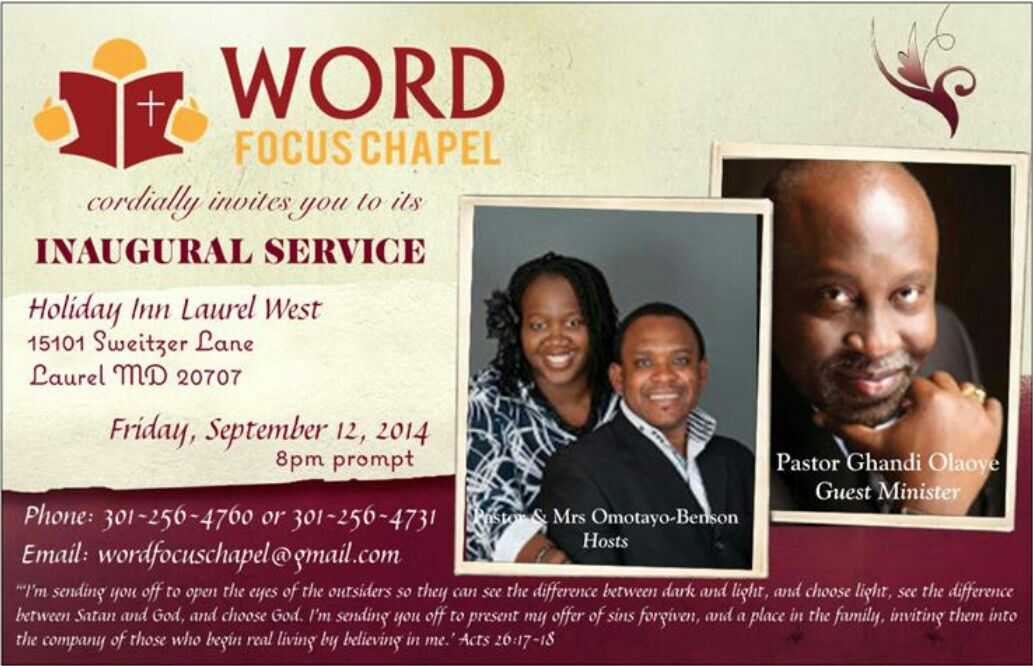 WORD
FOCUS CHAPEL
cordially invites you to its
INAUGURAL SERVICE
Holiday Inn Laurel West
15101 Sweitzer Lane
Laurel MD 20707
Friday, September 12, 2014
8pm prompt
Phone: 301-256-4760 or 301-256-4731
Email: wordfocuschapel@gmail.com
Pastor & Mrs Omotayo-Benson
Hosts
Pastor Ghandi Olaoye
Guest Minister
"'I'm sending you off to open the eyes of the outsiders so they can see the difference between dark and light, and choose light, see the difference
between Satan and God, and choose God. I'm sending you off to present my offer of sins forgiven, and a place in the family, inviting them into
the company of those who begin real living by believing in me.' Acts 26:17-18